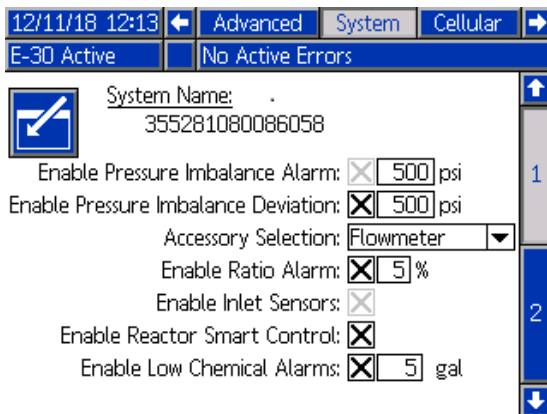 12/11/18 12:13 Advanced System Cellular
E-30 Active No Active Errors
System Name:
355281080086058
Enable Pressure Imbalance Alarm: 500 psi
1
Enable Pressure Imbalance Deviation: 500 psi
Accessory Selection: Flowmeter
Enable Ratio Alarm: 5 %
Enable Inlet Sensors:
2
Enable Reactor Smart Control:
Enable Low Chemical Alarms: 5 gal